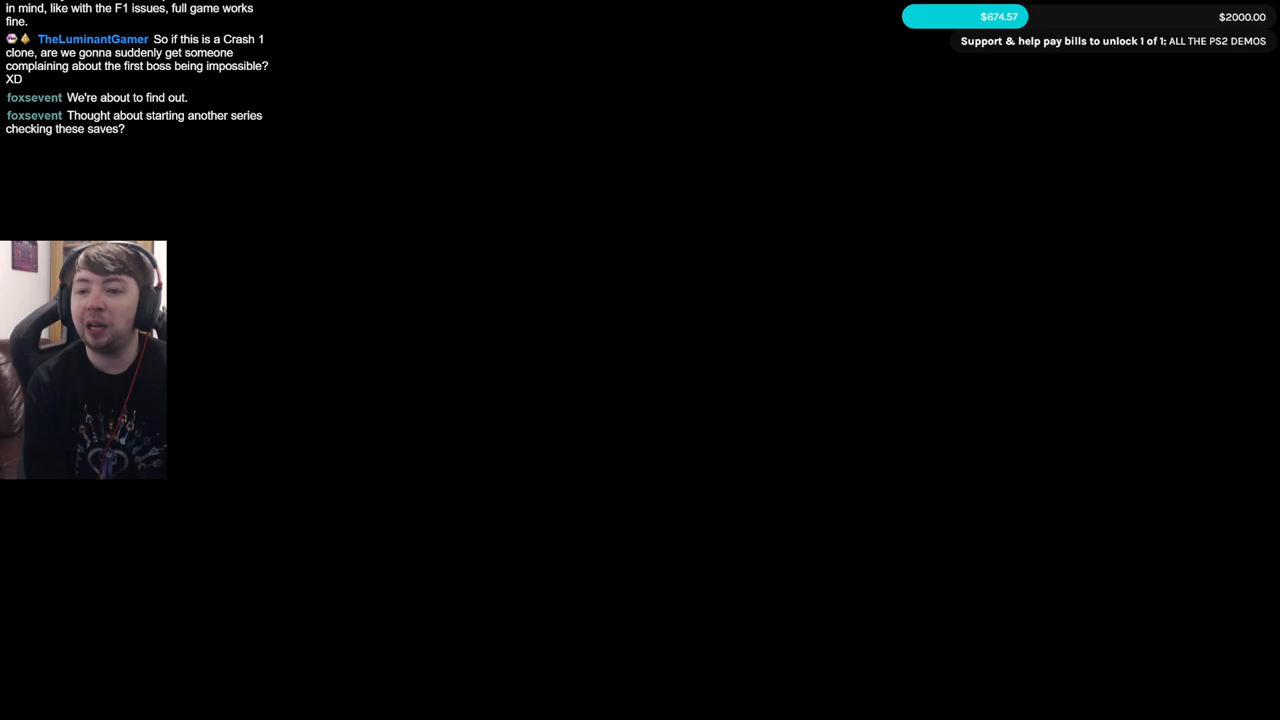 in mind, like with the F1 issues, full game works
fine.
TheLuminantGamer So if this is a Crash 1
clone, are we gonna suddenly get someone
complaining about the first boss being impossible?
XD
foxsevent We're about to find out.
foxsevent Thought about starting another series
checking these saves?
$674.57 $2000.00
Support & help pay bills to unlock 1 of 1: ALL THE PS2 DEMOS